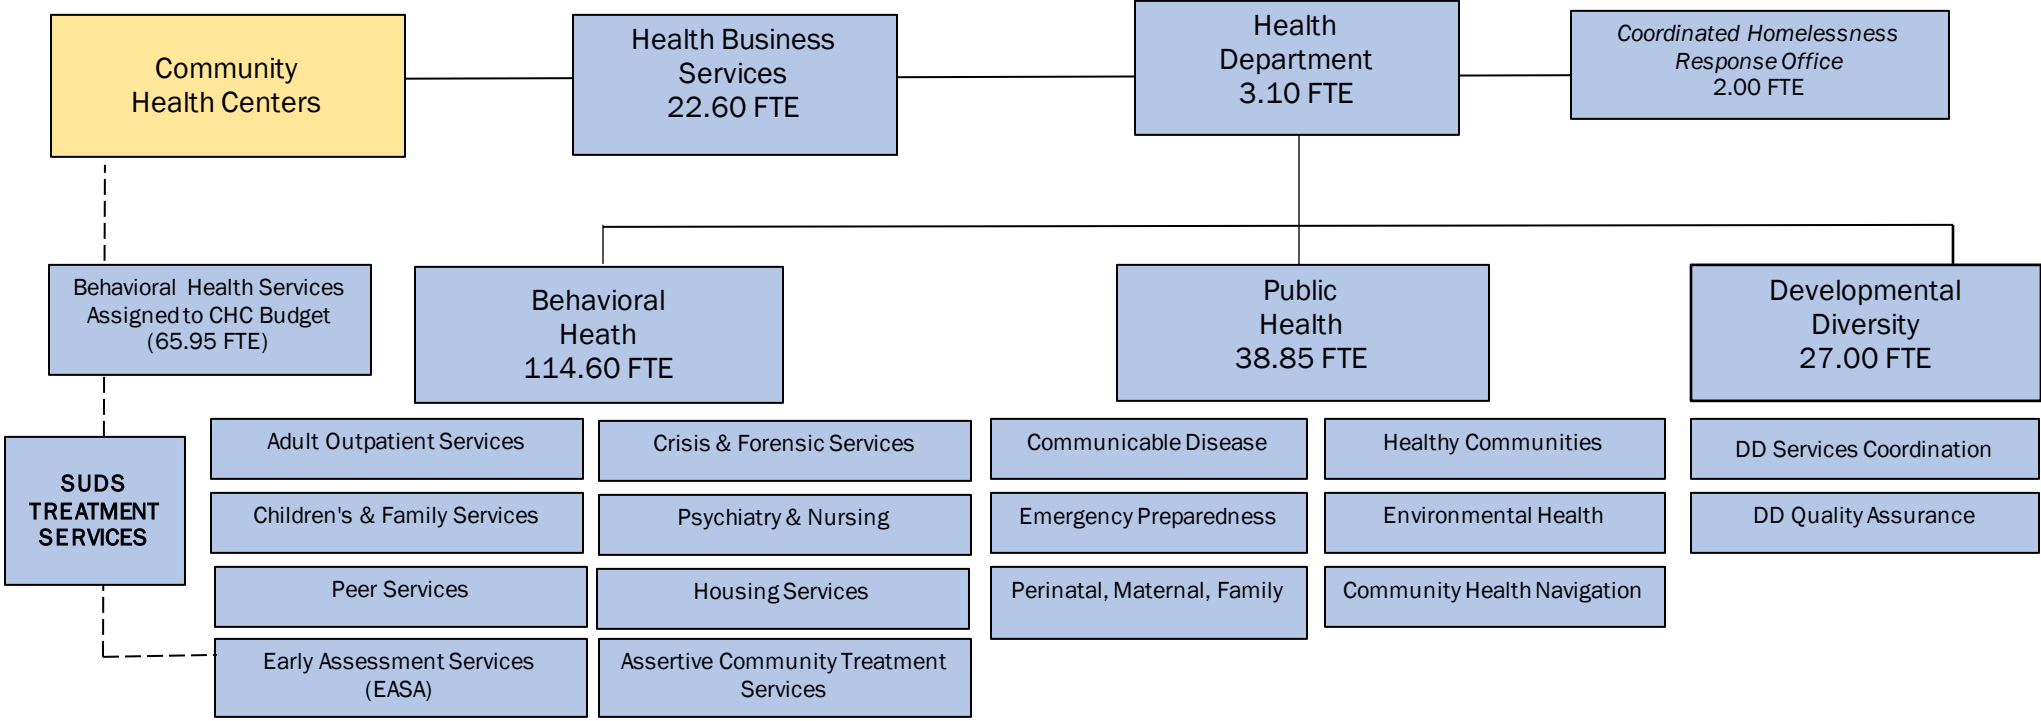 Community
Health Centers
Health Business
Services
22.60 FTE
Health
Department
3.10 FTE
Coordinated Homelessness
Response Office
2.00 FTE
Behavioral Health Services
Assigned to CHC Budget
(65.95 FTE)
Behavioral
Heath
114.60 FTE
Public
Health
38.85 FTE
Developmental
Diversity
27.00 FTE
SUDS
TREATMENT
SERVICES
Adult Outpatient Services
Crisis & Forensic Services
Communicable Disease
Healthy Communities
DD Services Coordination
Children's & Family Services
Psychiatry & Nursing
Emergency Preparedness
Environmental Health
DD Quality Assurance
Peer Services
Housing Services
Perinatal, Maternal, Family
Community Health Navigation
Early Assessment Services
(EASA)
Assertive Community Treatment
Services